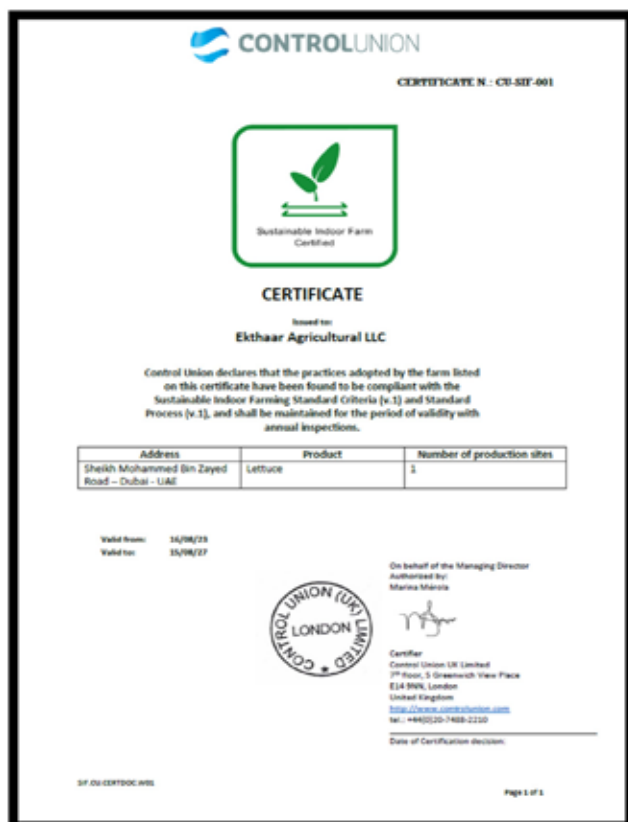 CONTROLUNION
CERTIFICATE N.: CU-SIF-001
Sustainable Indoor Farm
Certified
CERTIFICATE
Issued to:
Ekthaar Agricultural LLC
Control Union declares that the practices adopted by the farm listed
on this certificate have been found to be compliant with the
Sustainable Indoor Farming Standard Criteria (v.1) and Standard
Process (v.1), and shall be maintained for the period of validity with
annual inspections.
Address Product Number of production sites
Sheikh Mohammed Bin Zayed Lettuce 1
Road – Dubai - UAE
Valid from: 16/08/23
Valid to: 15/08/27
On behalf of the Managing Director
Authorized by:
Marina Mérola
CONTROL UNION (UK) LIMITED
LONDON
Certifier
Control Union UK Limited
7th floor, 5 Greenwich View Place
E14 9NN, London
United Kingdom
http://www.controlunion.com
tel.: +44(0)20-7488-2210
Date of Certification decision:
SIF.CU.CERTDOC.W01
Page 1 of 1